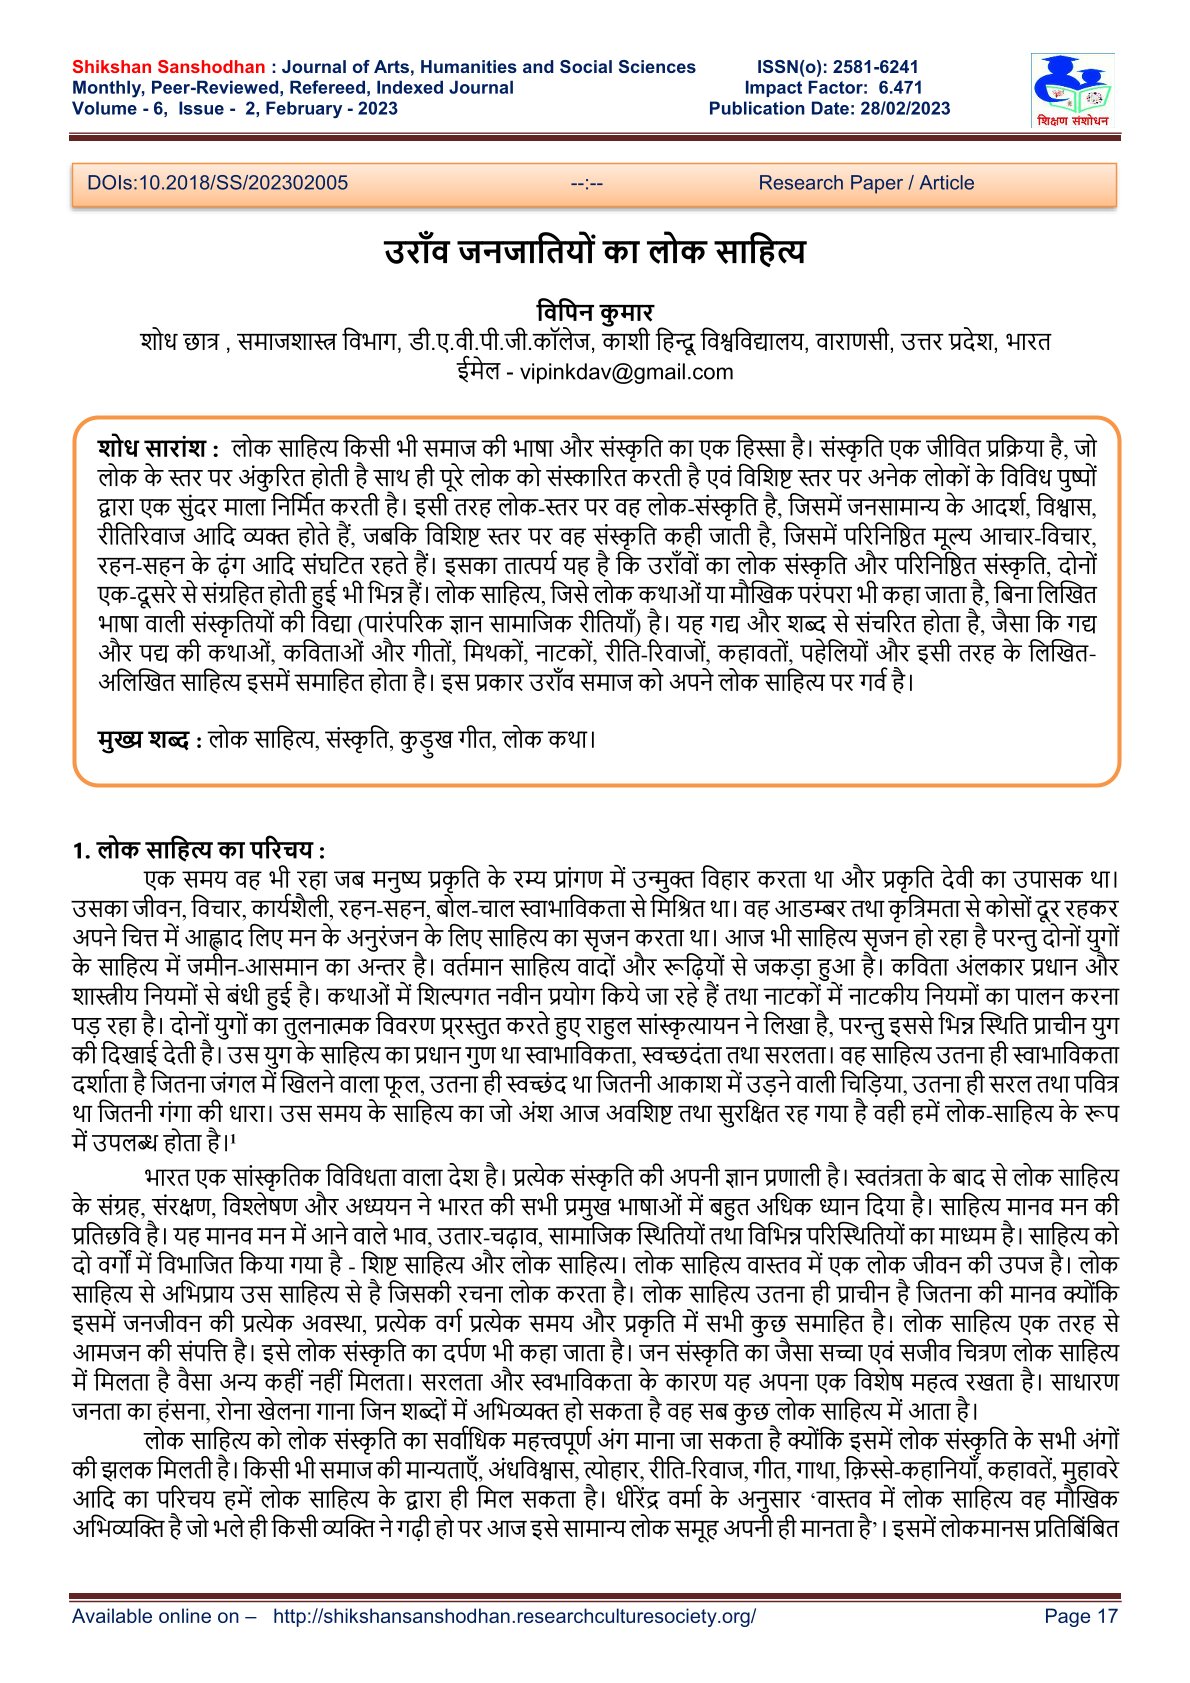 Shikshan Sanshodhan : Journal of Arts, Humanities and Social Sciences ISSN(o): 2581-6241
Monthly, Peer-Reviewed, Refereed, Indexed Journal Impact Factor: 6.471
Volume - 6, Issue - 2, February - 2023 Publication Date: 28/02/2023
शिक्षण संशोधन
DOIs:10.2018/SS/202302005 --:-- Research Paper / Article
उराँव जनजातियों का लोक साहित्य
विपिन कुमार
शोध छात्र , समाजशास्त्र विभाग, डी.ए.वी.पी.जी.कॉलेज, काशी हिन्दू विश्वविद्यालय, वाराणसी, उत्तर प्रदेश, भारत
ईमेल - vipinkdav@gmail.com
शोध सारांश : लोक साहित्य किसी भी समाज की भाषा और संस्कृति का एक हिस्सा है। संस्कृति एक जीवित प्रक्रिया है, जो
लोक के स्तर पर अंकुरित होती है साथ ही पूरे लोक को संस्कारित करती है एवं विशिष्ट स्तर पर अनेक लोकों के विविध पुष्पों
द्वारा एक सुंदर माला निर्मित करती है। इसी तरह लोक-स्तर पर वह लोक-संस्कृति है, जिसमें जनसामान्य के आदर्श, विश्वास,
रीतिरिवाज आदि व्यक्त होते हैं, जबकि विशिष्ट स्तर पर वह संस्कृति कही जाती है, जिसमें परिनिष्ठित मूल्य आचार-विचार,
रहन-सहन के ढ़ंग आदि संघटित रहते हैं। इसका तात्पर्य यह है कि उराँवों का लोक संस्कृति और परिनिष्ठित संस्कृति, दोनों
एक-दूसरे से संग्रहित होती हुई भी भिन्न हैं। लोक साहित्य, जिसे लोक कथाओं या मौखिक परंपरा भी कहा जाता है, बिना लिखित
भाषा वाली संस्कृतियों की विद्या (पारंपरिक ज्ञान सामाजिक रीतियाँ) है। यह गद्य और शब्द से संचरित होता है, जैसा कि गद्य
और पद्य की कथाओं, कविताओं और गीतों, मिथकों, नाटकों, रीति-रिवाजों, कहावतों, पहेलियों और इसी तरह के लिखित-
अलिखित साहित्य इसमें समाहित होता है। इस प्रकार उराँव समाज को अपने लोक साहित्य पर गर्व है।
मुख्य शब्द : लोक साहित्य, संस्कृति, कुड़ुख गीत, लोक कथा।
1. लोक साहित्य का परिचय :
एक समय वह भी रहा जब मनुष्य प्रकृति के रम्य प्रांगण में उन्मुक्त विहार करता था और प्रकृति देवी का उपासक था।
उसका जीवन, विचार, कार्यशैली, रहन-सहन, बोल-चाल स्वाभाविकता से मिश्रित था। वह आडम्बर तथा कृत्रिमता से कोसों दूर रहकर
अपने चित्त में आह्लाद लिए मन के अनुरंजन के लिए साहित्य का सृजन करता था। आज भी साहित्य सृजन हो रहा है परन्तु दोनों युगों
के साहित्य में जमीन-आसमान का अन्तर है। वर्तमान साहित्य वादों और रूढ़ियों से जकड़ा हुआ है। कविता अंलकार प्रधान और
शास्त्रीय नियमों से बंधी हुई है। कथाओं में शिल्पगत नवीन प्रयोग किये जा रहे हैं तथा नाटकों में नाटकीय नियमों का पालन करना
पड़ रहा है। दोनों युगों का तुलनात्मक विवरण प्र्रस्तुत करते हुए राहुल सांस्कृत्यायन ने लिखा है, परन्तु इससे भिन्न स्थिति प्राचीन युग
की दिखाई देती है। उस युग के साहित्य का प्रधान गुण था स्वाभाविकता, स्वच्छदंता तथा सरलता। वह साहित्य उतना ही स्वाभाविकता
दर्शाता है जितना जंगल में खिलने वाला फूल, उतना ही स्वच्छंद था जितनी आकाश में उड़ने वाली चिड़िया, उतना ही सरल तथा पवित्र
था जितनी गंगा की धारा। उस समय के साहित्य का जो अंश आज अवशिष्ट तथा सुरक्षित रह गया है वही हमें लोक-साहित्य के रूप
में उपलब्ध होता है।¹
भारत एक सांस्कृतिक विविधता वाला देश है। प्रत्येक संस्कृति की अपनी ज्ञान प्रणाली है। स्वतंत्रता के बाद से लोक साहित्य
के संग्रह, संरक्षण, विश्लेषण और अध्ययन ने भारत की सभी प्रमुख भाषाओं में बहुत अधिक ध्यान दिया है। साहित्य मानव मन की
प्रतिछवि है। यह मानव मन में आने वाले भाव, उतार-चढ़ाव, सामाजिक स्थितियों तथा विभिन्न परिस्थितियों का माध्यम है। साहित्य को
दो वर्गों में विभाजित किया गया है - शिष्ट साहित्य और लोक साहित्य। लोक साहित्य वास्तव में एक लोक जीवन की उपज है। लोक
साहित्य से अभिप्राय उस साहित्य से है जिसकी रचना लोक करता है। लोक साहित्य उतना ही प्राचीन है जितना की मानव क्योंकि
इसमें जनजीवन की प्रत्येक अवस्था, प्रत्येक वर्ग प्रत्येक समय और प्रकृति में सभी कुछ समाहित है। लोक साहित्य एक तरह से
आमजन की संपत्ति है। इसे लोक संस्कृति का दर्पण भी कहा जाता है। जन संस्कृति का जैसा सच्चा एवं सजीव चित्रण लोक साहित्य
में मिलता है वैसा अन्य कहीं नहीं मिलता। सरलता और स्वभाविकता के कारण यह अपना एक विशेष महत्व रखता है। साधारण
जनता का हंसना, रोना खेलना गाना जिन शब्दों में अभिव्यक्त हो सकता है वह सब कुछ लोक साहित्य में आता है।
लोक साहित्य को लोक संस्कृति का सर्वाधिक महत्त्वपूर्ण अंग माना जा सकता है क्योंकि इसमें लोक संस्कृति के सभी अंगों
की झलक मिलती है। किसी भी समाज की मान्यताएँ, अंधविश्वास, त्योहार, रीति-रिवाज, गीत, गाथा, क़िस्से-कहानियाँ, कहावतें, मुहावरे
आदि का परिचय हमें लोक साहित्य के द्वारा ही मिल सकता है। धीरेंद्र वर्मा के अनुसार ‘वास्तव में लोक साहित्य वह मौखिक
अभिव्यक्ति है जो भले ही किसी व्यक्ति ने गढ़ी हो पर आज इसे सामान्य लोक समूह अपनी ही मानता है’। इसमें लोकमानस प्रतिबिंबित
Available online on – http://shikshansanshodhan.researchculturesociety.org/ Page 17